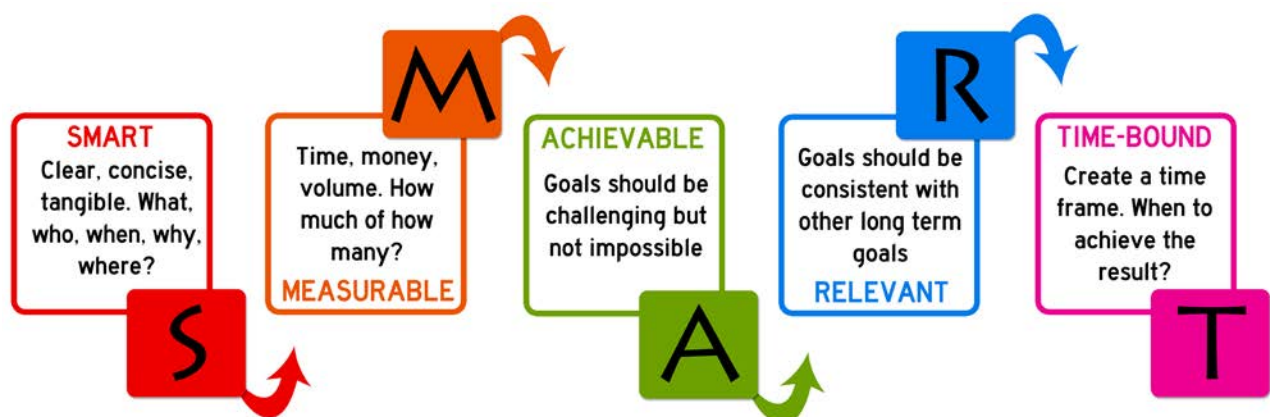 SMART
Clear, concise,
tangible. What,
who, when, why,
where?
S
M
Time, money,
volume. How
much of how
many?
MEASURABLE
ACHIEVABLE
Goals should be
challenging but
not impossible
A
R
Goals should be
consistent with
other long term
goals
RELEVANT
TIME-BOUND
Create a time
frame. When to
achieve the
result?
T